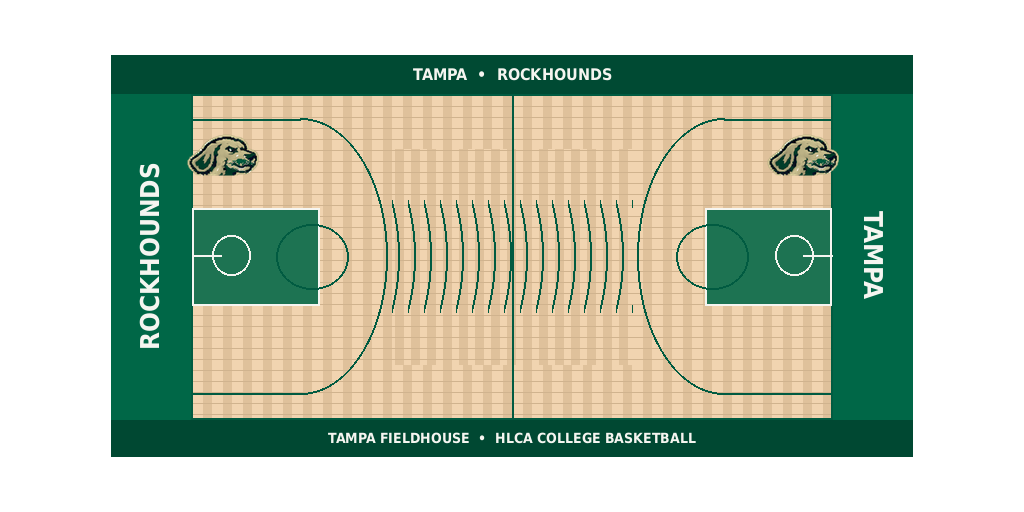 TAMPA • ROCKHOUNDS
ROCKHOUNDS
TAMPA
TAMPA FIELDHOUSE • HLCA COLLEGE BASKETBALL